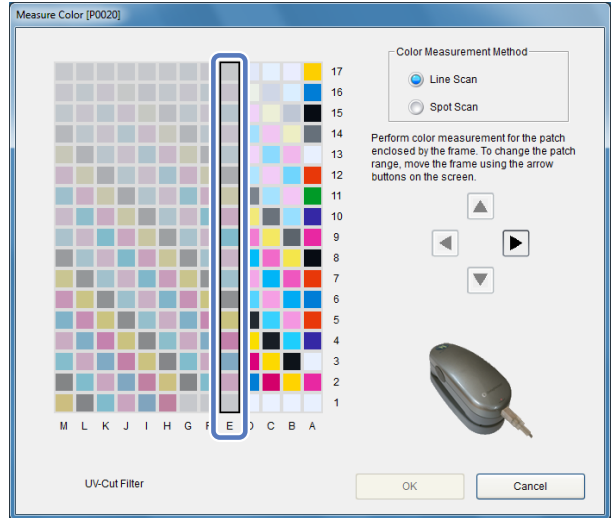 Measure Color [P0020]
Color Measurement Method
Line Scan
Spot Scan
Perform color measurement for the patch
enclosed by the frame. To change the patch
range, move the frame using the arrow
buttons on the screen.
17
16
15
14
13
12
11
10
9
8
7
6
5
4
3
2
1
M L K J I H G F E D C B A
UV-Cut Filter
OK
Cancel